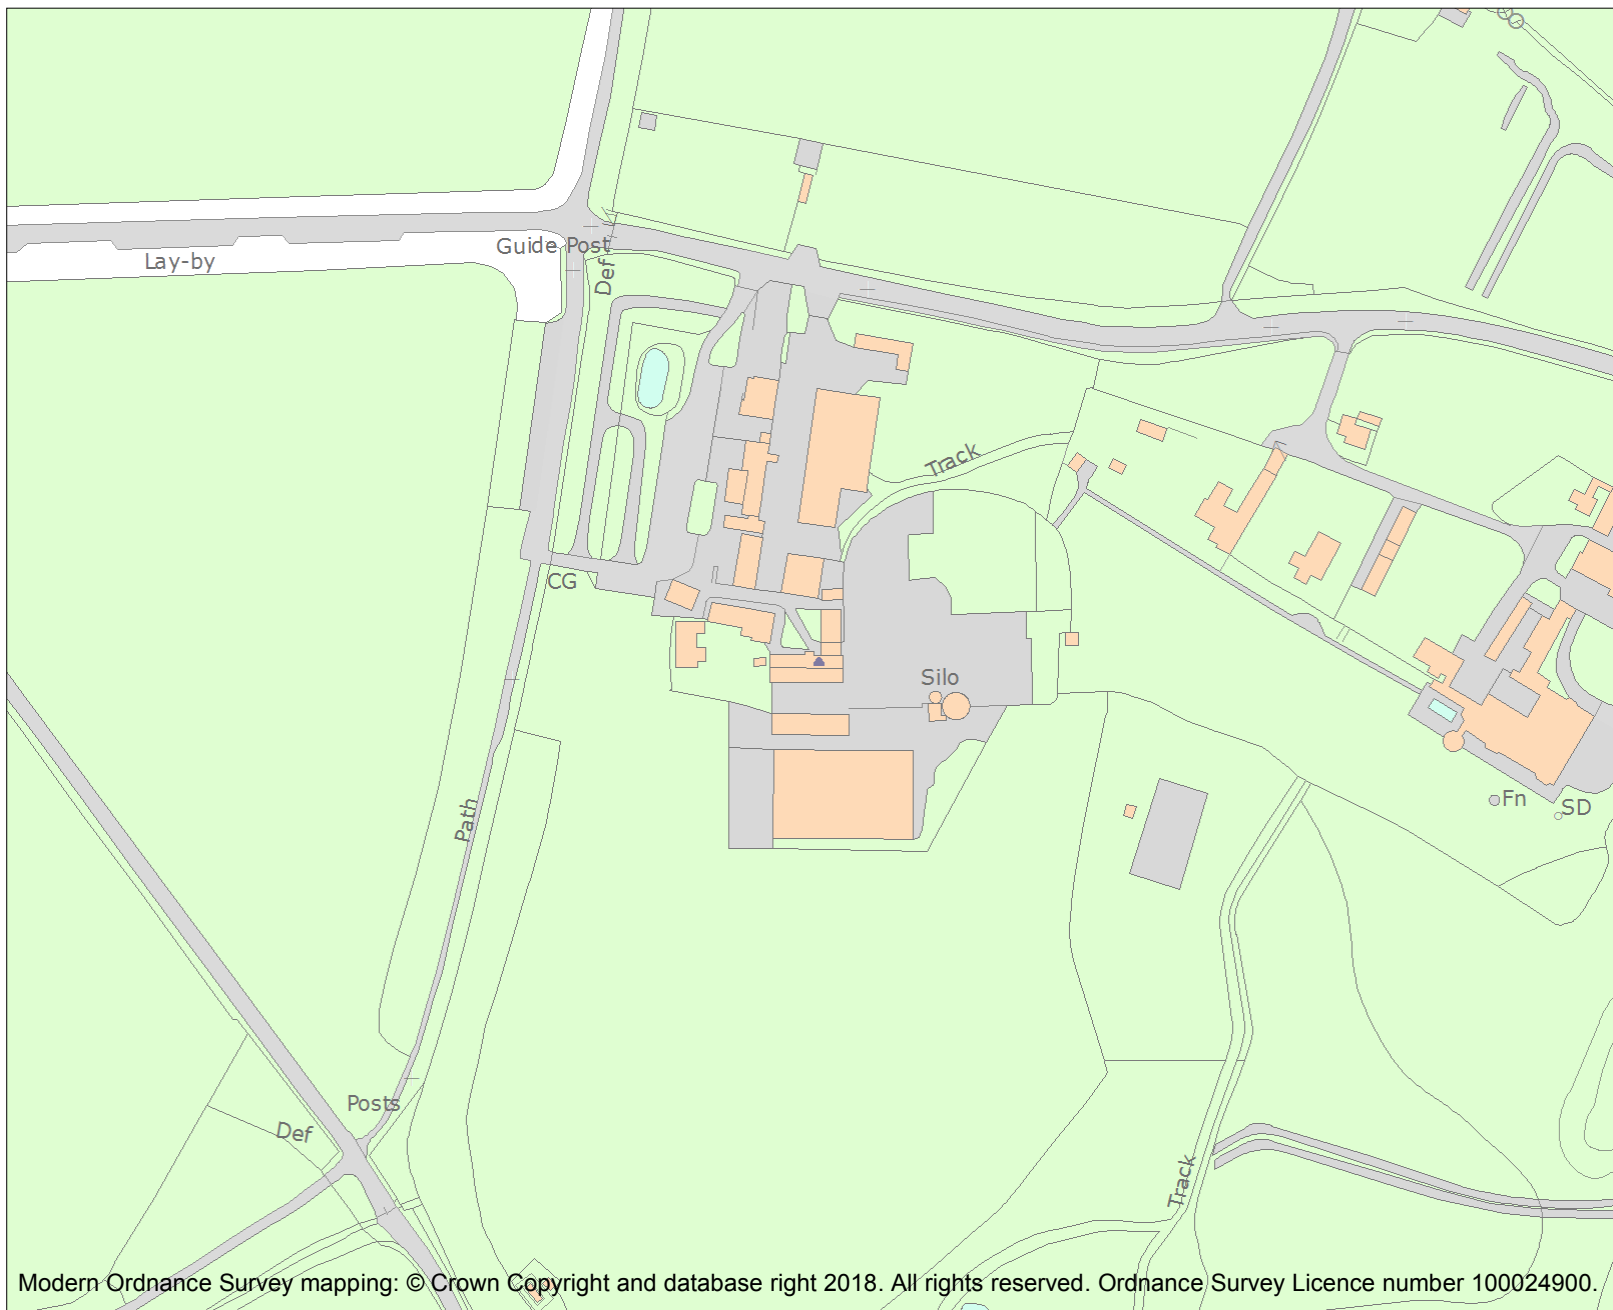 Guide Post
Lay-by
Def
Track
CG
Silo
Path
Fn
SD
Posts
Def
Track
Modern Ordnance Survey mapping: © Crown Copyright and database right 2018. All rights reserved. Ordnance Survey Licence number 100024900.